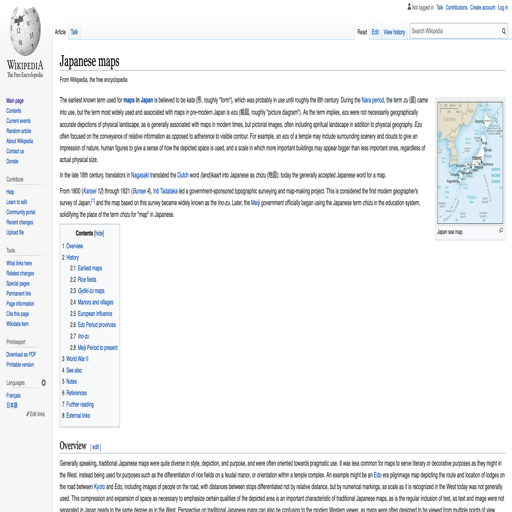 Not logged in Talk Contributions Create account Log in
Article Talk Read Edit View history Search Wikipedia
WIKIPEDIA
The Free Encyclopedia
Main page
Contents
Current events
Random article
About Wikipedia
Contact us
Donate
Contribute
Help
Learn to edit
Community portal
Recent changes
Upload file
Tools
What links here
Related changes
Special pages
Permanent link
Page information
Cite this page
Wikidata item
Print/export
Download as PDF
Printable version
Languages
Français
日本語
Edit links
Japanese maps
From Wikipedia, the free encyclopedia
The earliest known term used for maps in Japan is believed to be kata (形, roughly "form"), which was probably in use until roughly the 8th century. During the Nara period, the term zu (図) came
into use, but the term most widely used and associated with maps in pre-modern Japan is ezu (絵図, roughly "picture diagram"). As the term implies, ezu were not necessarily geographically
accurate depictions of physical landscape, as is generally associated with maps in modern times, but pictorial images, often including spiritual landscape in addition to physical geography. Ezu
often focused on the conveyance of relative information as opposed to adherence to visible contour. For example, an ezu of a temple may include surrounding scenery and clouds to give an
impression of nature, human figures to give a sense of how the depicted space is used, and a scale in which more important buildings may appear bigger than less important ones, regardless of
actual physical size.
In the late 18th century, translators in Nagasaki translated the Dutch word (land)kaart into Japanese as chizu (地図): today the generally accepted Japanese word for a map.
From 1800 (Kansei 12) through 1821 (Bunsei 4), Inō Tadataka led a government-sponsored topographic surveying and map-making project. This is considered the first modern geographer's
survey of Japan;[1] and the map based on this survey became widely known as the Ino-zu. Later, the Meiji government officially began using the Japanese term chizu in the education system,
solidifying the place of the term chizu for "map" in Japanese.
TOKYO
Japan sea map
Contents [hide]
1 Overview
2 History
2.1 Earliest maps
2.2 Rice fields
2.3 Gyōki-zu maps
2.4 Manors and villages
2.5 European influence
2.6 Edo Period provinces
2.7 Ino-zu
2.8 Meiji Period to present
3 World War II
4 See also
5 Notes
6 References
7 Further reading
8 External links
Overview [ edit ]
Generally speaking, traditional Japanese maps were quite diverse in style, depiction, and purpose, and were often oriented towards pragmatic use. It was less common for maps to serve literary or decorative purposes as they might in
the West, instead being used for purposes such as the differentiation of rice fields on a feudal manor, or orientation within a temple complex. An example might be an Edo era pilgrimage map depicting the route and location of lodges on
the road between Kyoto and Edo, including images of people on the road, with distances between stops differentiated not by relative distance, but by numerical markings, as scale as it is recognized in the West today was not generally
used. This compression and expansion of space as necessary to emphasize certain qualities of the depicted area is an important characteristic of traditional Japanese maps, as is the regular inclusion of text, as text and image were not
separated in Japan nearly to the same degree as in the West. Perspective on traditional Japanese maps can also be confusing to the modern Western viewer, as maps were often designed to be viewed from multiple points of view